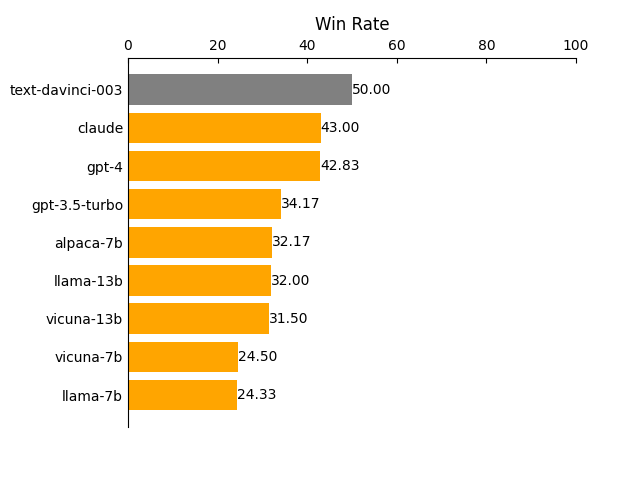 Win Rate
0 20 40 60 80 100
text-davinci-003 50.00
claude 43.00
gpt-4 42.83
gpt-3.5-turbo 34.17
alpaca-7b 32.17
llama-13b 32.00
vicuna-13b 31.50
vicuna-7b 24.50
llama-7b 24.33